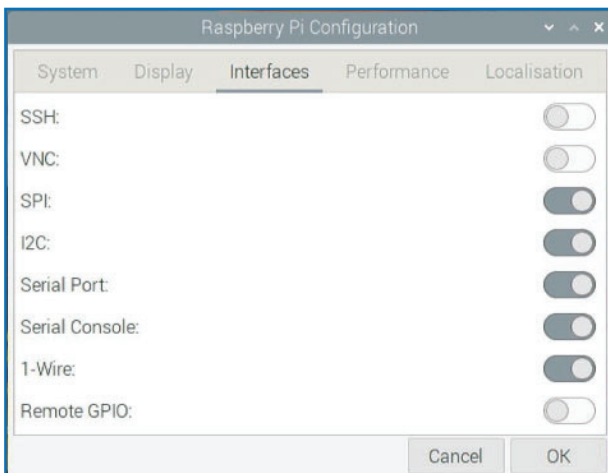 Raspberry Pi Configuration
System Display Interfaces Performance Localisation
SSH:
VNC:
SPI:
I2C:
Serial Port:
Serial Console:
1-Wire:
Remote GPIO:
Cancel OK